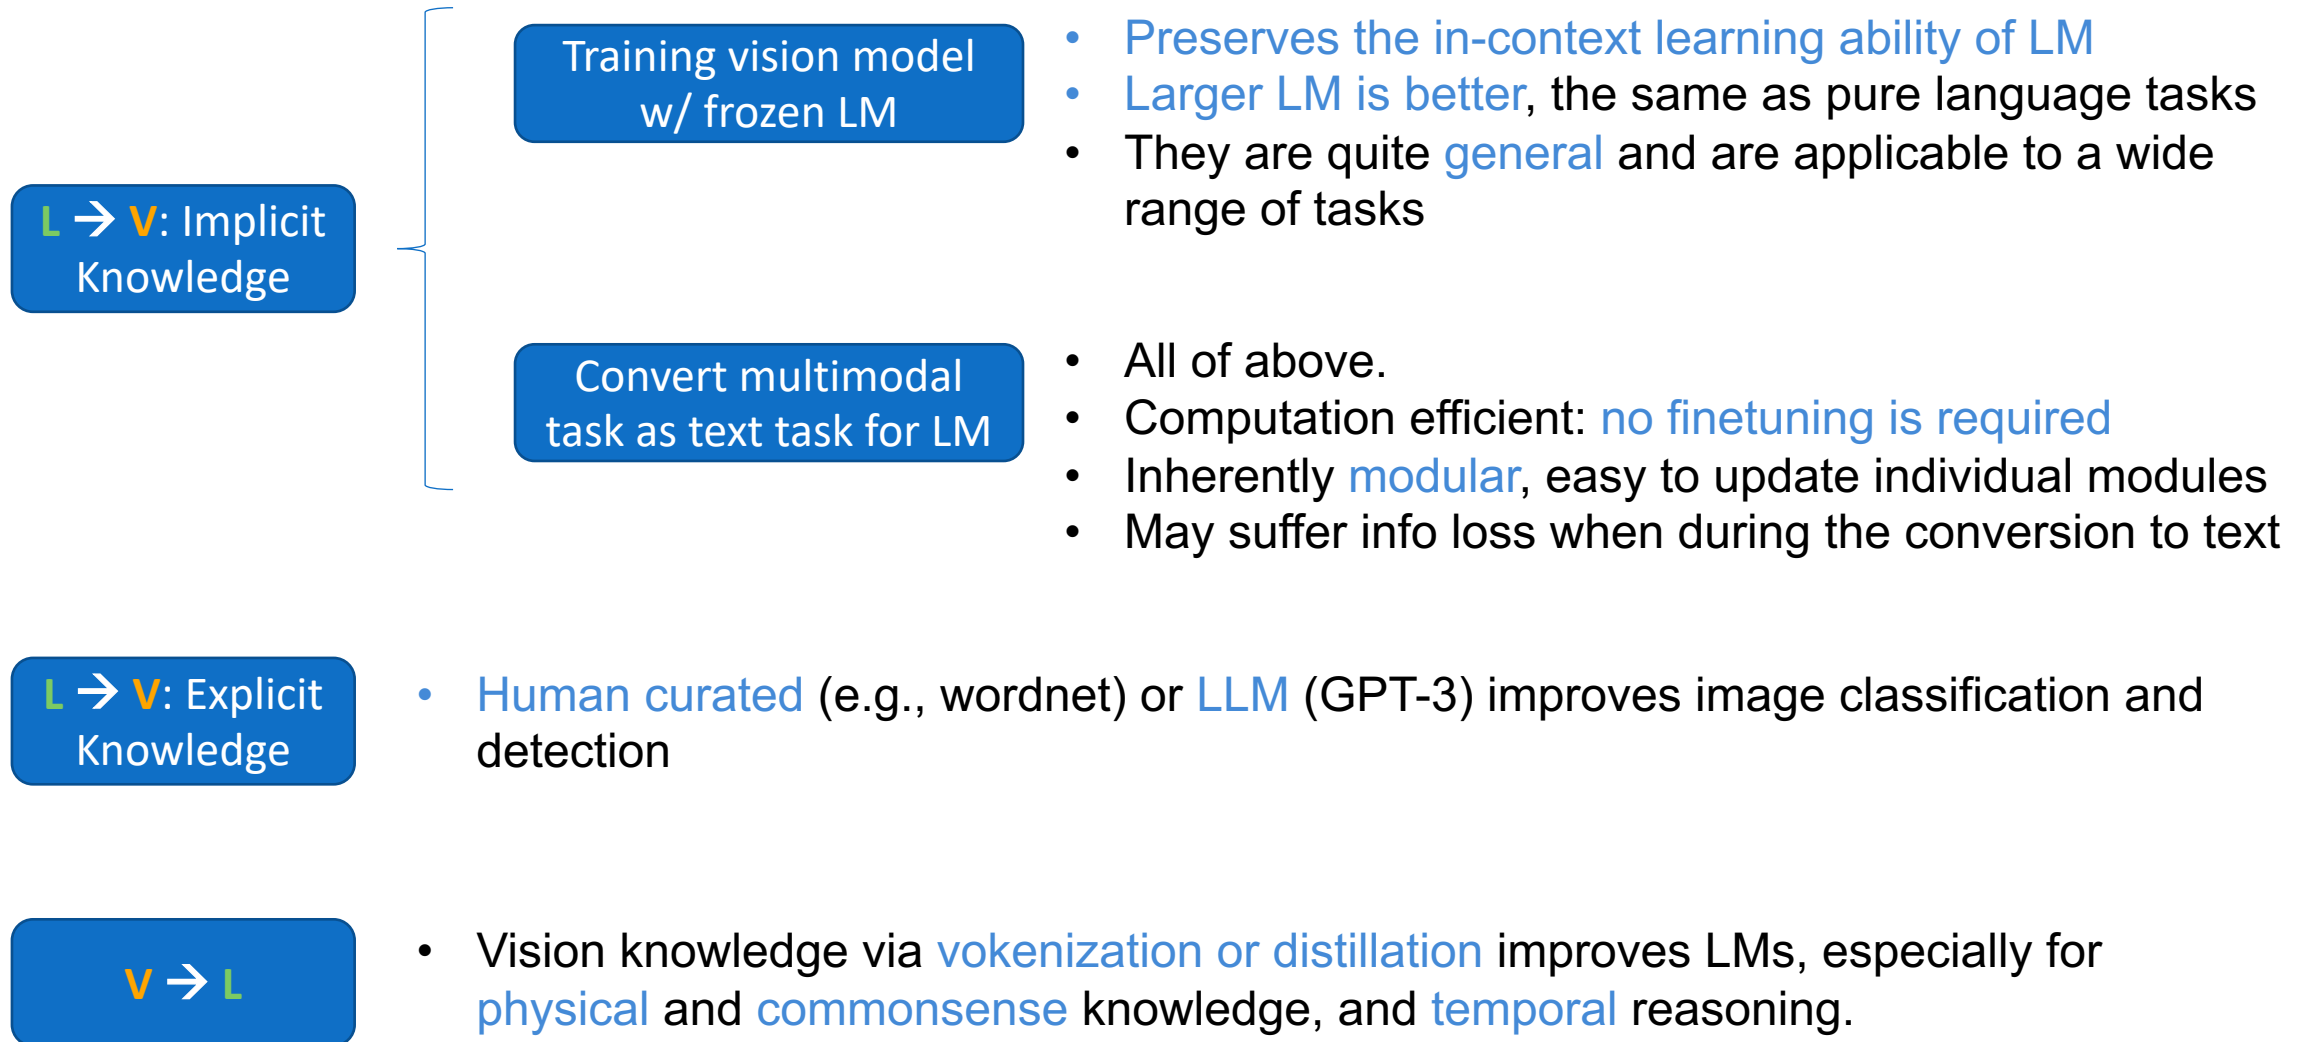 L → V: Implicit
Knowledge
Training vision model
w/ frozen LM
• Preserves the in-context learning ability of LM
• Larger LM is better, the same as pure language tasks
• They are quite general and are applicable to a wide
range of tasks
Convert multimodal
task as text task for LM
• All of above.
• Computation efficient: no finetuning is required
• Inherently modular, easy to update individual modules
• May suffer info loss when during the conversion to text
L → V: Explicit
Knowledge
• Human curated (e.g., wordnet) or LLM (GPT-3) improves image classification and
detection
V → L
• Vision knowledge via vokenization or distillation improves LMs, especially for
physical and commonsense knowledge, and temporal reasoning.